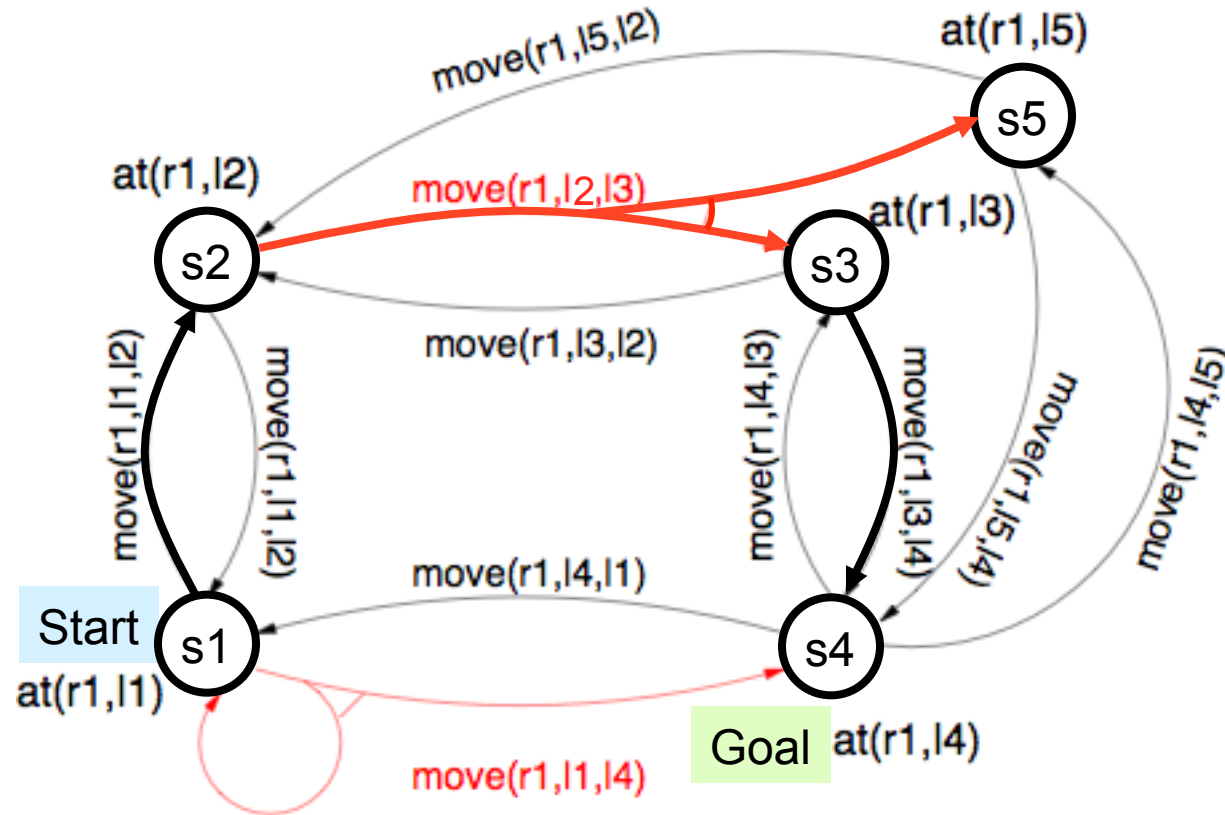 move(r1,l5,l2)
at(r1,l5)
s5
at(r1,l2)
move(r1,l2,l3)
at(r1,l3)
s2
s3
move(r1,l3,l2)
move(r1,l1,l2)
move(r1,l1,l2)
move(r1,l4,l3)
move(r1,l3,l4)
move(r1,l5,l4)
move(r1,l4,l5)
move(r1,l4,l1)
Start
s1
s4
at(r1,l1)
Goal
at(r1,l4)
move(r1,l1,l4)